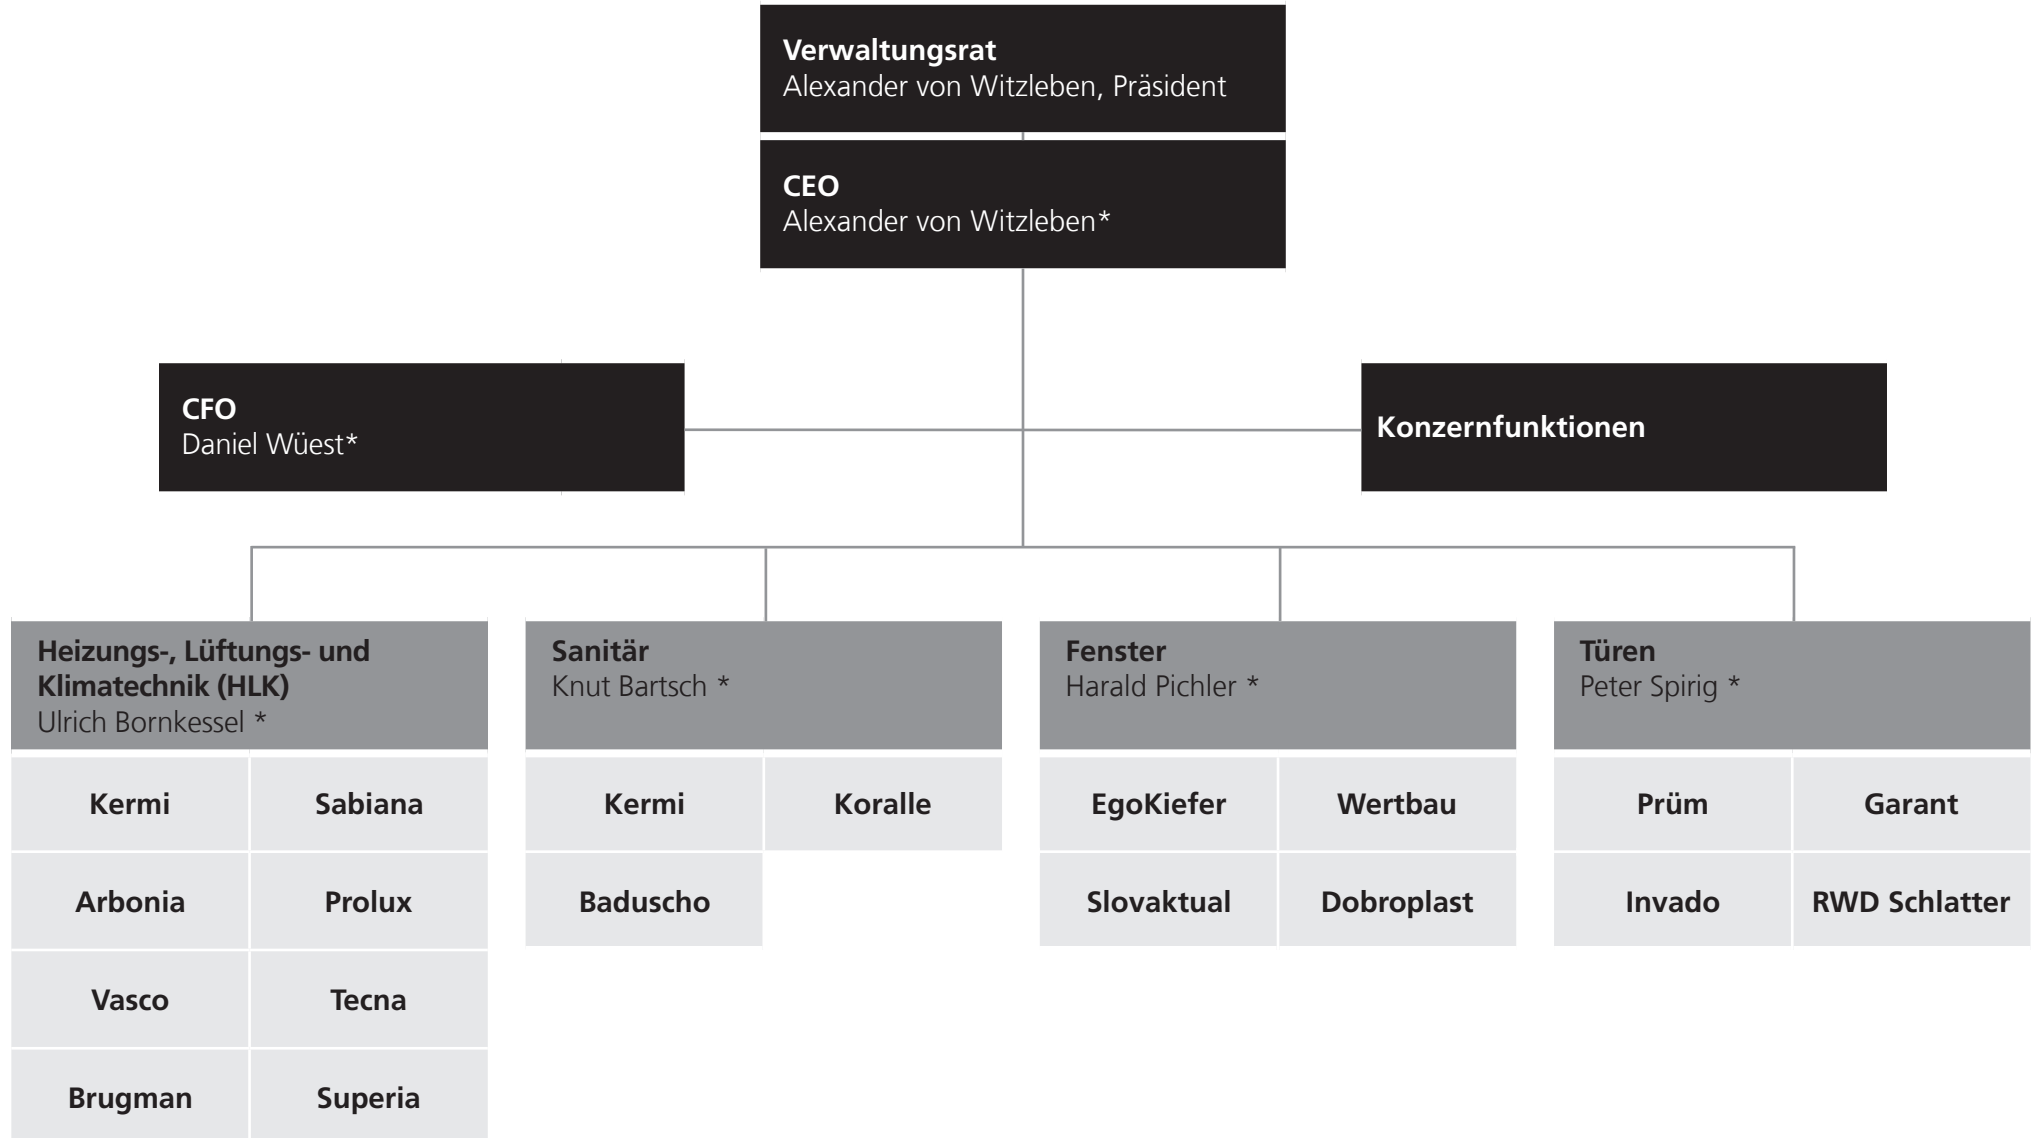 Verwaltungsrat
Alexander von Witzleben, Präsident
CEO
Alexander von Witzleben*
CFO
Daniel Wüest*
Konzernfunktionen
Heizungs-, Lüftungs- und
Klimatechnik (HLK)
Ulrich Bornkessel *
Kermi
Sabiana
Arbonia
Prolux
Vasco
Tecna
Brugman
Superia
Sanitär
Knut Bartsch *
Kermi
Koralle
Baduscho
Fenster
Harald Pichler *
EgoKiefer
Wertbau
Slovaktual
Dobroplast
Türen
Peter Spirig *
Prüm
Garant
Invado
RWD Schlatter